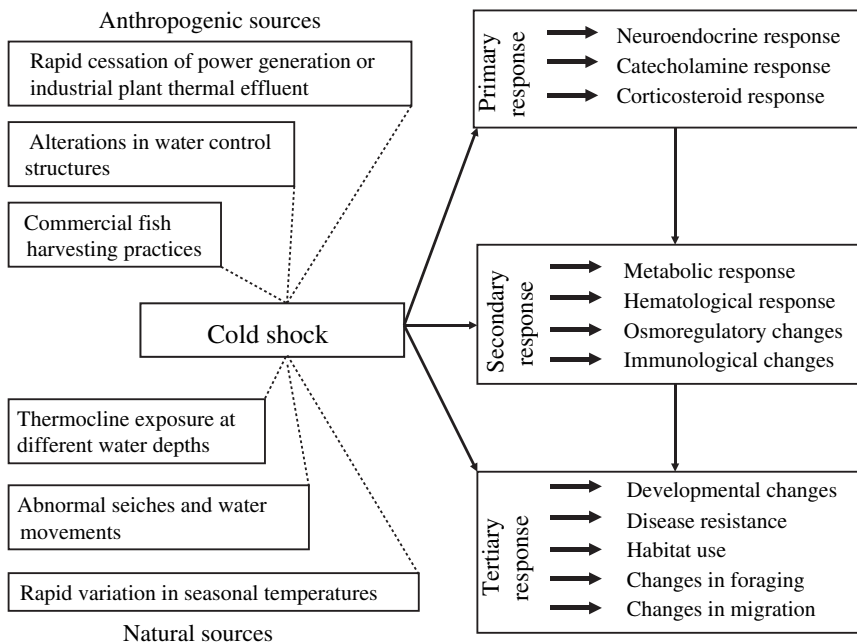 Anthropogenic sources
Rapid cessation of power generation or
industrial plant thermal effluent
Alterations in water control
structures
Commercial fish
harvesting practices
Cold shock
Thermocline exposure at
different water depths
Abnormal seiches and water
movements
Rapid variation in seasonal temperatures
Natural sources
Primary
response
Neuroendocrine response
Catecholamine response
Corticosteroid response
Secondary
response
Metabolic response
Hematological response
Osmoregulatory changes
Immunological changes
Tertiary
response
Developmental changes
Disease resistance
Habitat use
Changes in foraging
Changes in migration